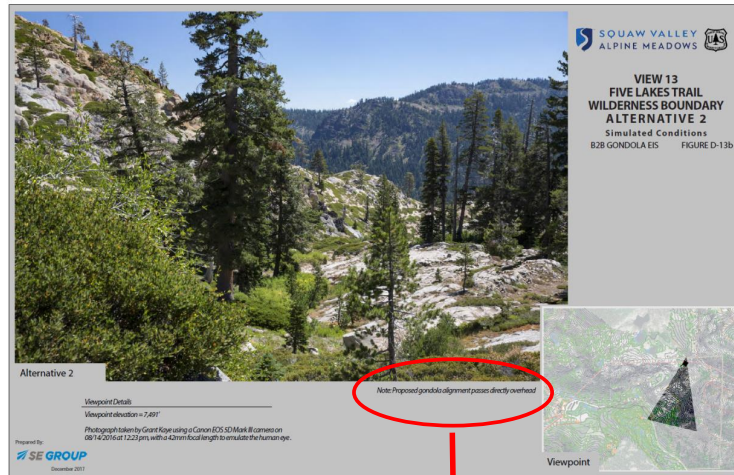 SQUAW VALLEY
ALPINE MEADOWS
VIEW 13
FIVE LAKES TRAIL
WILDERNESS BOUNDARY
ALTERNATIVE 2
Simulated Conditions
B2B GONDOLA EIS FIGURE D-13b
Alternative 2
Note: Proposed gondola alignment passes directly overhead
Viewpoint Details
Viewpoint elevation = 7,491'
Photograph taken by Grant Kaye using a Canon EOS 5D Mark III camera on
08/14/2016 at 12:23 pm, with a 42mm focal length to emulate the human eye.
Prepared By:
SE GROUP
December 2017
Viewpoint